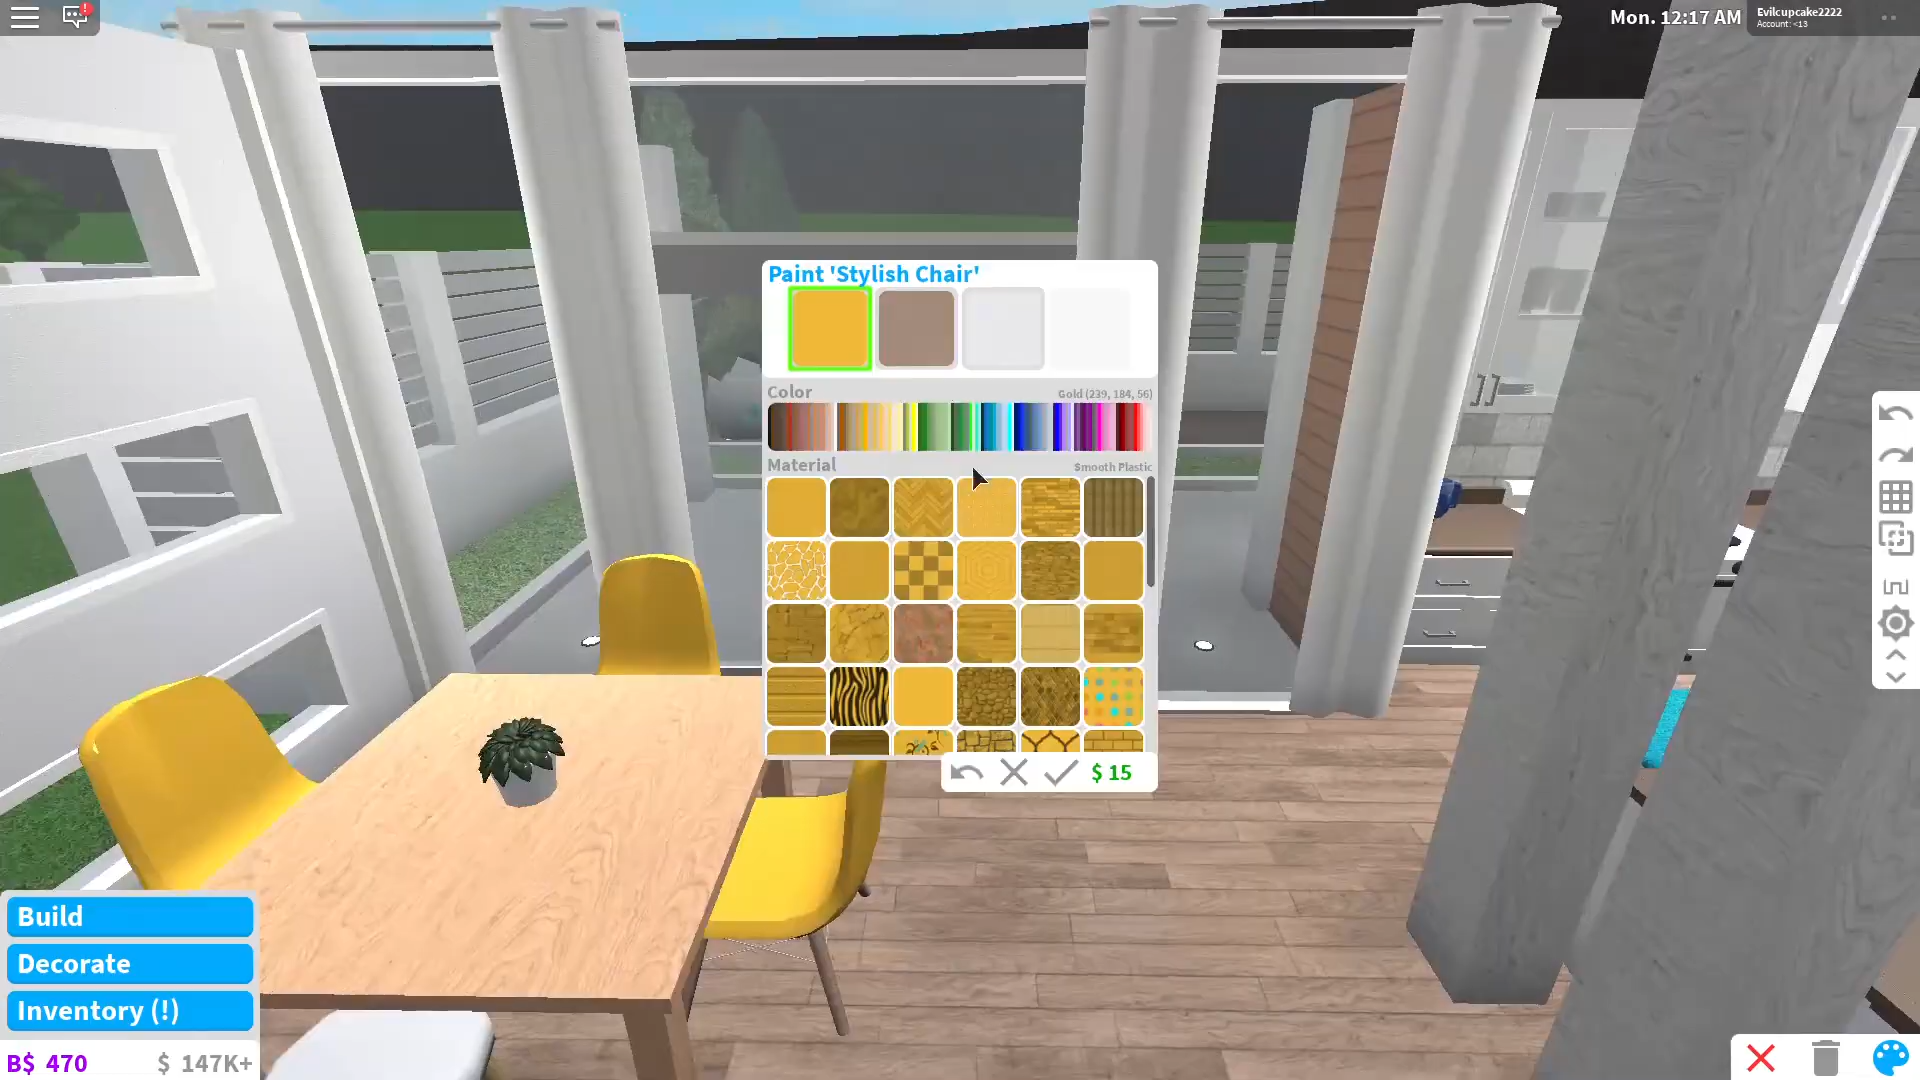 Mon. 12:17 AM
Evilcupcake2222
Account: <13
Paint 'Stylish Chair'
Color
Gold (239, 184, 56)
Material
Smooth Plastic
$ 15
Build
Decorate
Inventory (!)
B$ 470
$ 147K+